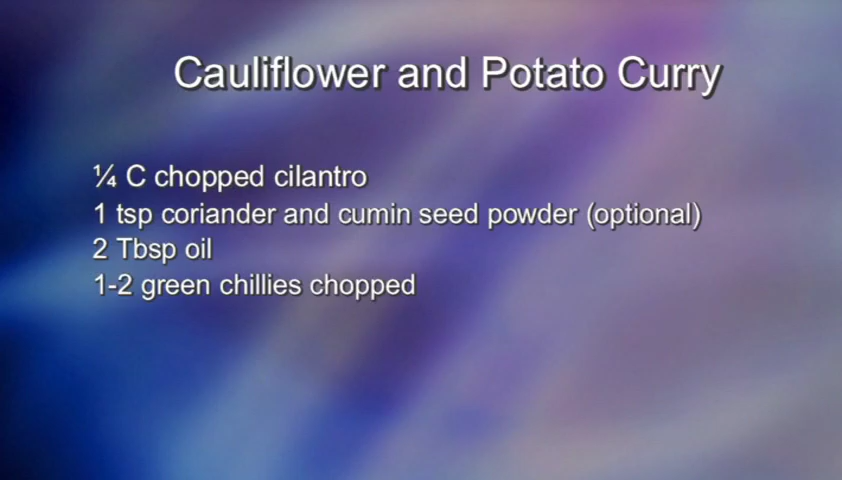 Cauliflower and Potato Curry
¼ C chopped cilantro
1 tsp coriander and cumin seed powder (optional)
2 Tbsp oil
1-2 green chillies chopped